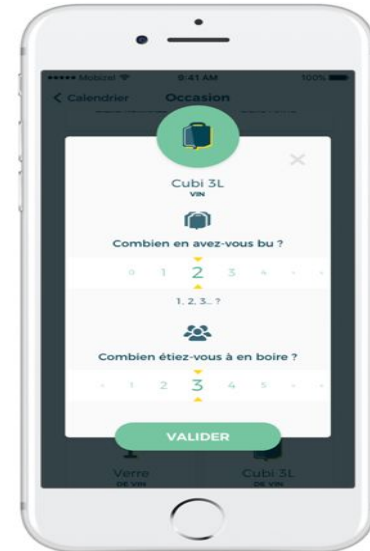 Mobizel 9:41 AM 100%
Calendrier Occasion
Cubi 3L
VIN
Combien en avez-vous bu ?
0 1 2 3 4 - -
1, 2, 3... ?
Combien étiez-vous à en boire ?
- 1 2 3 4 5 - -
VALIDER
Verre Cubi 3L
DE VIN DE VIN